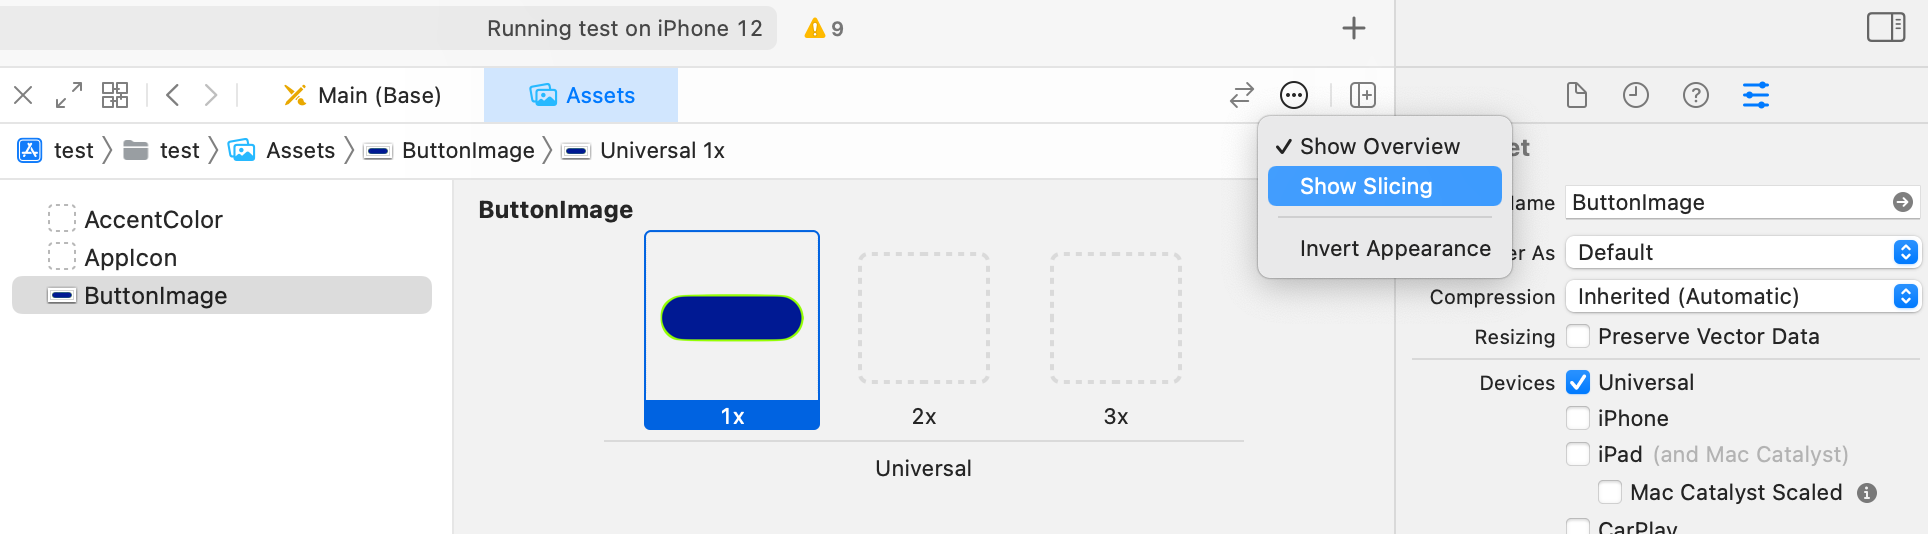 Running test on iPhone 12
9
Main (Base)
Assets
test
test
Assets
ButtonImage
Universal 1x
Show Overview
Show Slicing
Invert Appearance
AccentColor
AppIcon
ButtonImage
ButtonImage
1x
2x
3x
Universal
et
ame
ButtonImage
er As
Default
Compression
Inherited (Automatic)
Resizing
Preserve Vector Data
Devices
Universal
iPhone
iPad (and Mac Catalyst)
Mac Catalyst Scaled
CarPlay